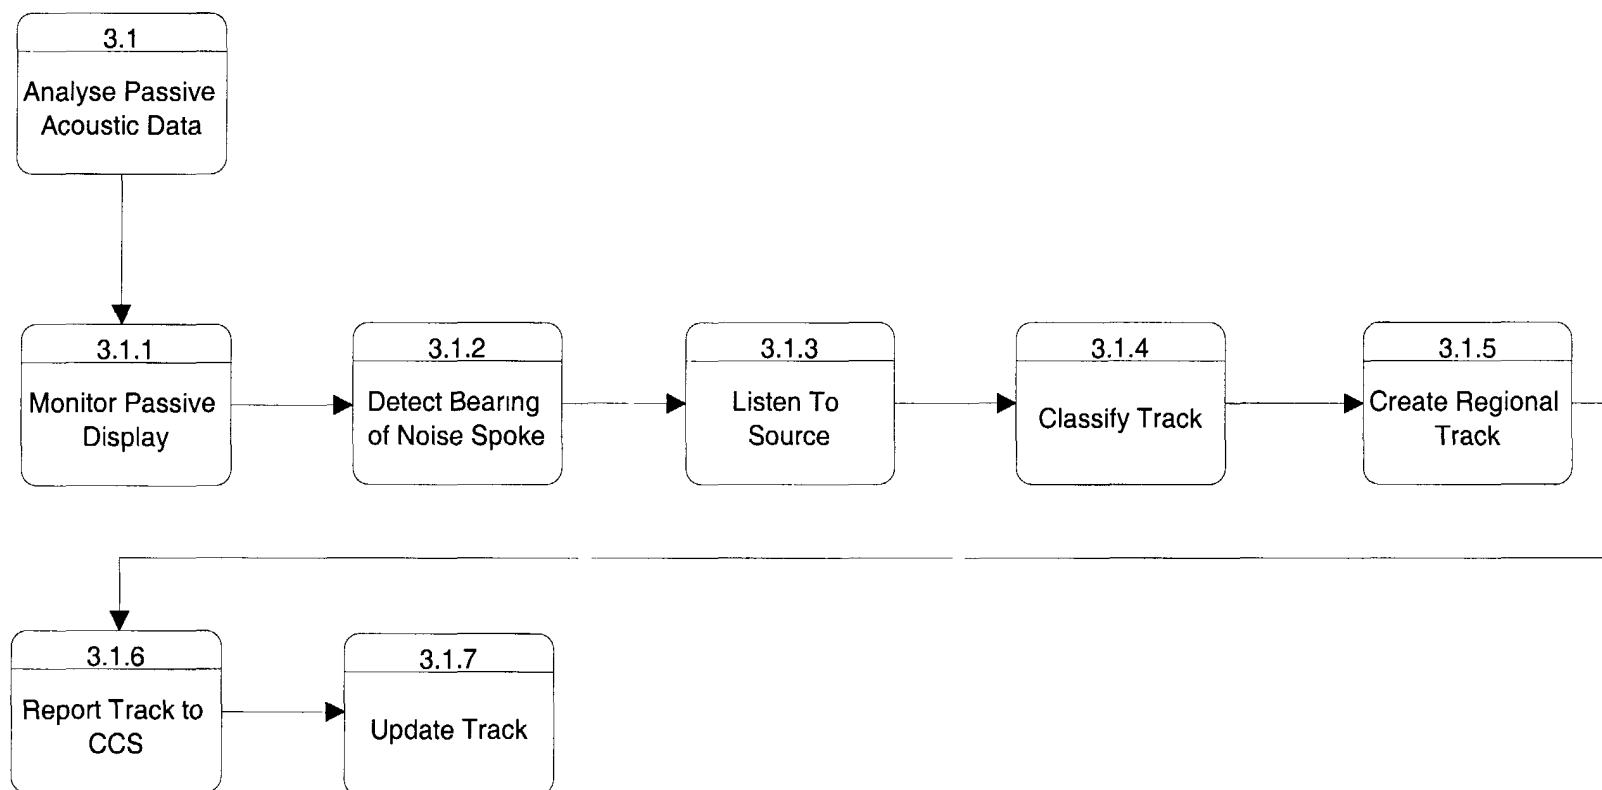 3.1
Analyse Passive
Acoustic Data
3.1.1
Monitor Passive
Display
3.1.2
Detect Bearing
of Noise Spoke
3.1.3
Listen To
Source
3.1.4
Classify Track
3.1.5
Create Regional
Track
3.1.6
Report Track to
CCS
3.1.7
Update Track